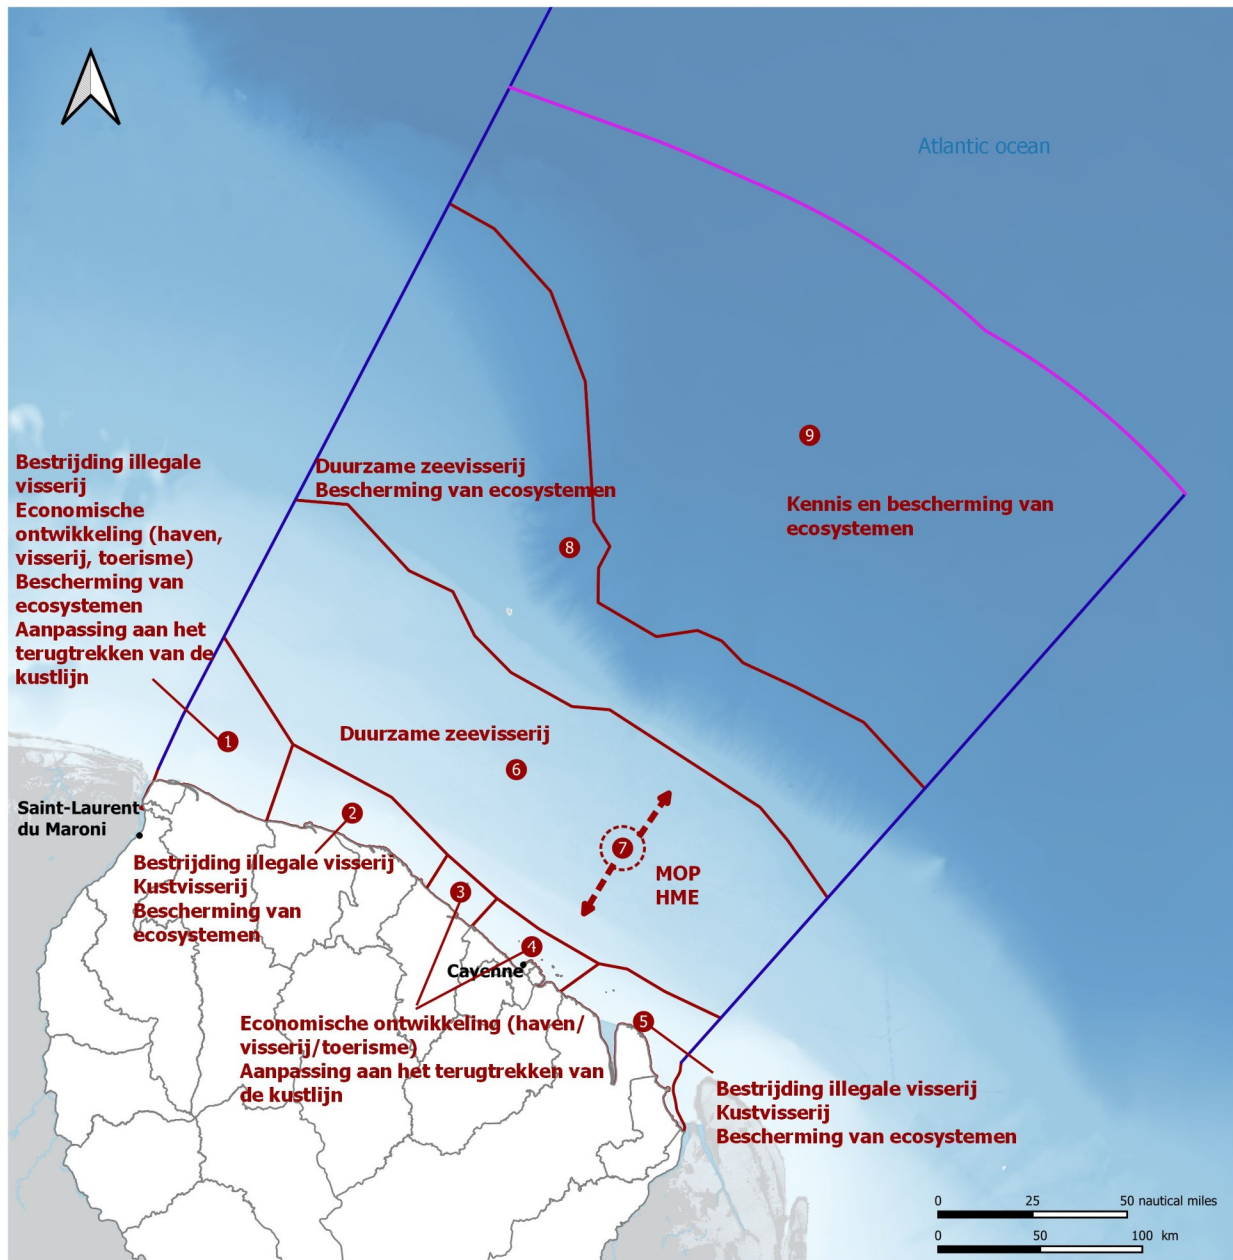 Atlantic ocean
9
Bestrijding illegale
visserij
Economische
ontwikkeling (haven,
visserij, toerisme)
Bescherming van
ecosystemen
Aanpassing aan het
terugtrekken van de
kustlijn
Duurzame zeevisserij
Bescherming van ecosystemen
Kennis en bescherming van
ecosystemen
8
1
Duurzame zeevisserij
6
Saint-Laurent
du Maroni
2
7
MOP
HME
Bestrijding illegale visserij
Kustvisserij
Bescherming van
ecosystemen
3
4
Cayenne
5
Economische ontwikkeling (haven/
visserij/toerisme)
Aanpassing aan het terugtrekken van
de kustlijn
Bestrijding illegale visserij
Kustvisserij
Bescherming van ecosystemen
0 25 50 nautical miles
0 50 100 km